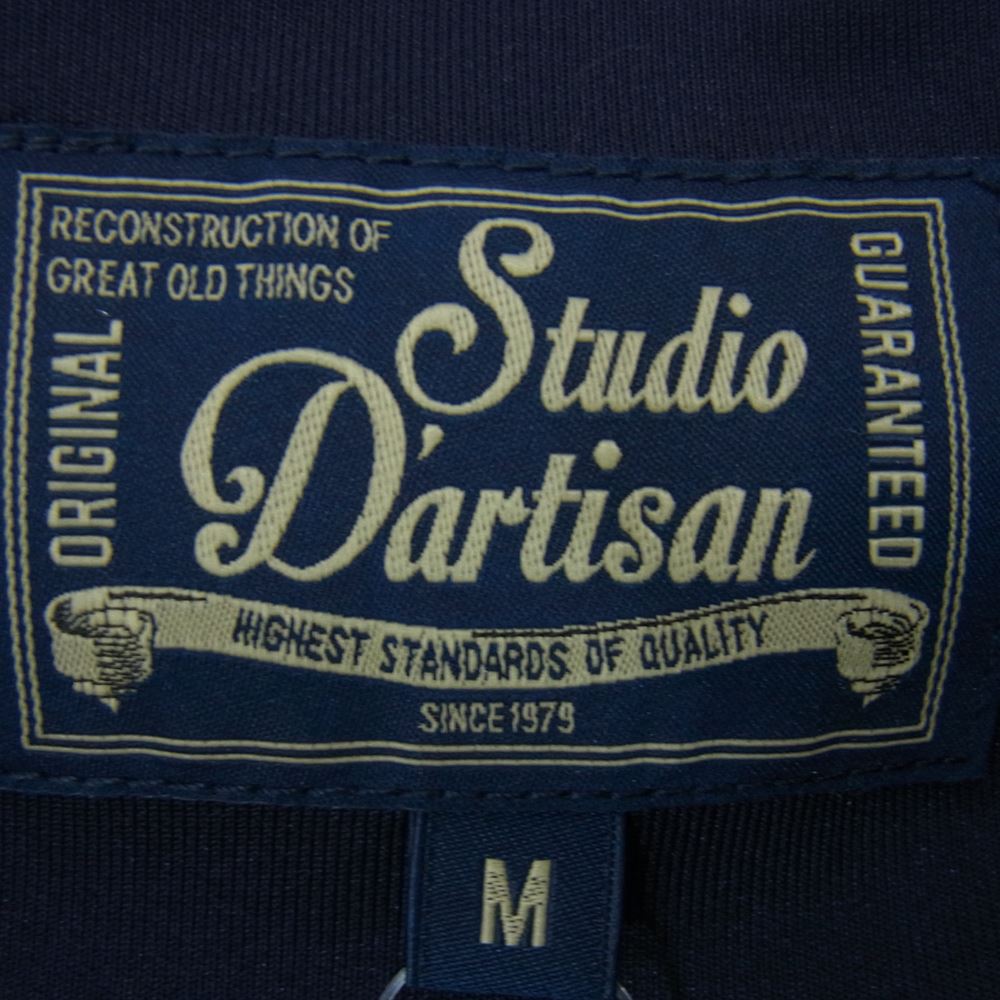 RECONSTRUCTION OF
GREAT OLD THINGS
ORIGINAL
Studio
D'artisan
GUARANTEED
HIGHEST STANDARDS OF QUALITY
SINCE 1979
M